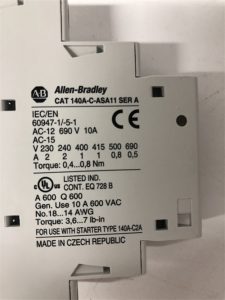 AB Allen-Bradley
CAT 140A-C-ASA11 SER A
IEC/EN
60947-1/-5-1
AC-12 690 V 10A
AC-15
CE
V 230 240 400 415 500 690
A 2 2 1 1 0,8 0,5
Torque: 0,4...0,8 Nm
UL LISTED IND.
CONT. EQ 728 B
A 600 Q 600
Gen. Use 10 A 600 VAC
No.18...14 AWG
Torque: 3,6...7 lb-in
FOR USE WITH STARTER TYPE 140A-C2A
MADE IN CZECH REPUBLIC